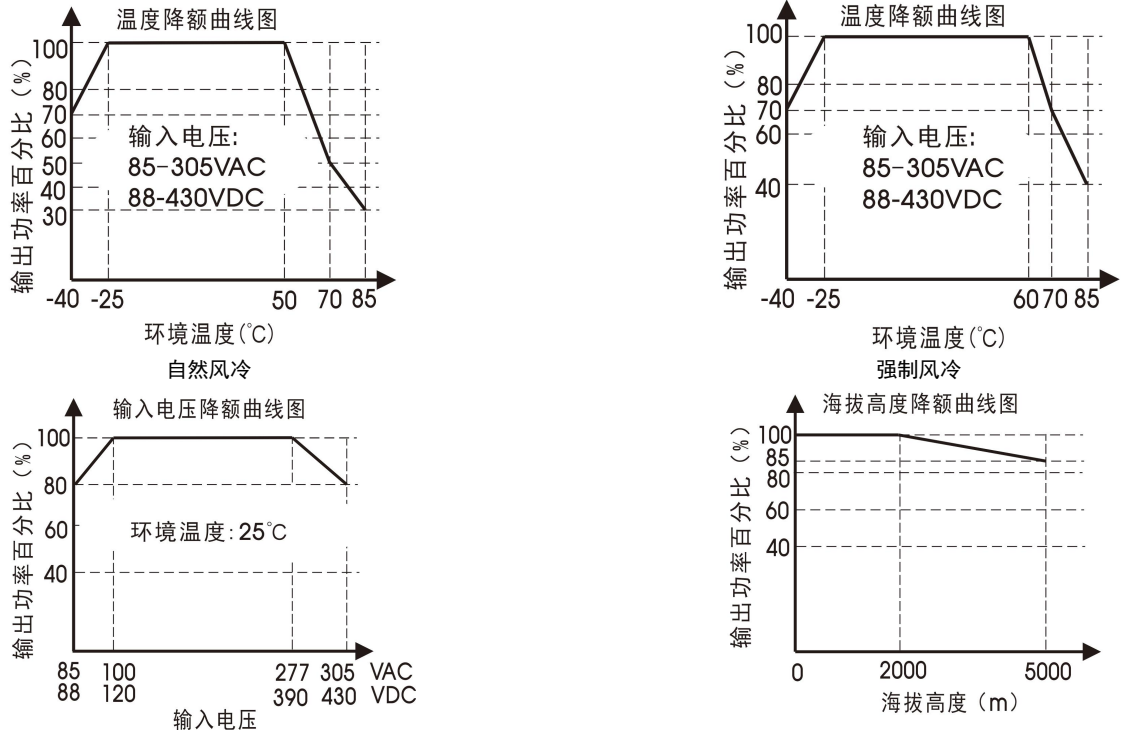 温度降额曲线图
输出功率百分比（%）
100
80
70
60
50
40
30
输入电压:
85-305VAC
88-430VDC
-40 -25 50 70 85
环境温度(℃)
自然风冷
温度降额曲线图
输出功率百分比（%）
100
80
70
60
40
输入电压:
85-305VAC
88-430VDC
-40 -25 60 70 85
环境温度(℃)
强制风冷
输入电压降额曲线图
输出功率百分比（%）
100
80
60
40
环境温度:25℃
85 100 277 305 VAC
88 120 390 430 VDC
输入电压
海拔高度降额曲线图
输出功率百分比（%）
100
85
80
60
40
0 2000 5000
海拔高度（m）